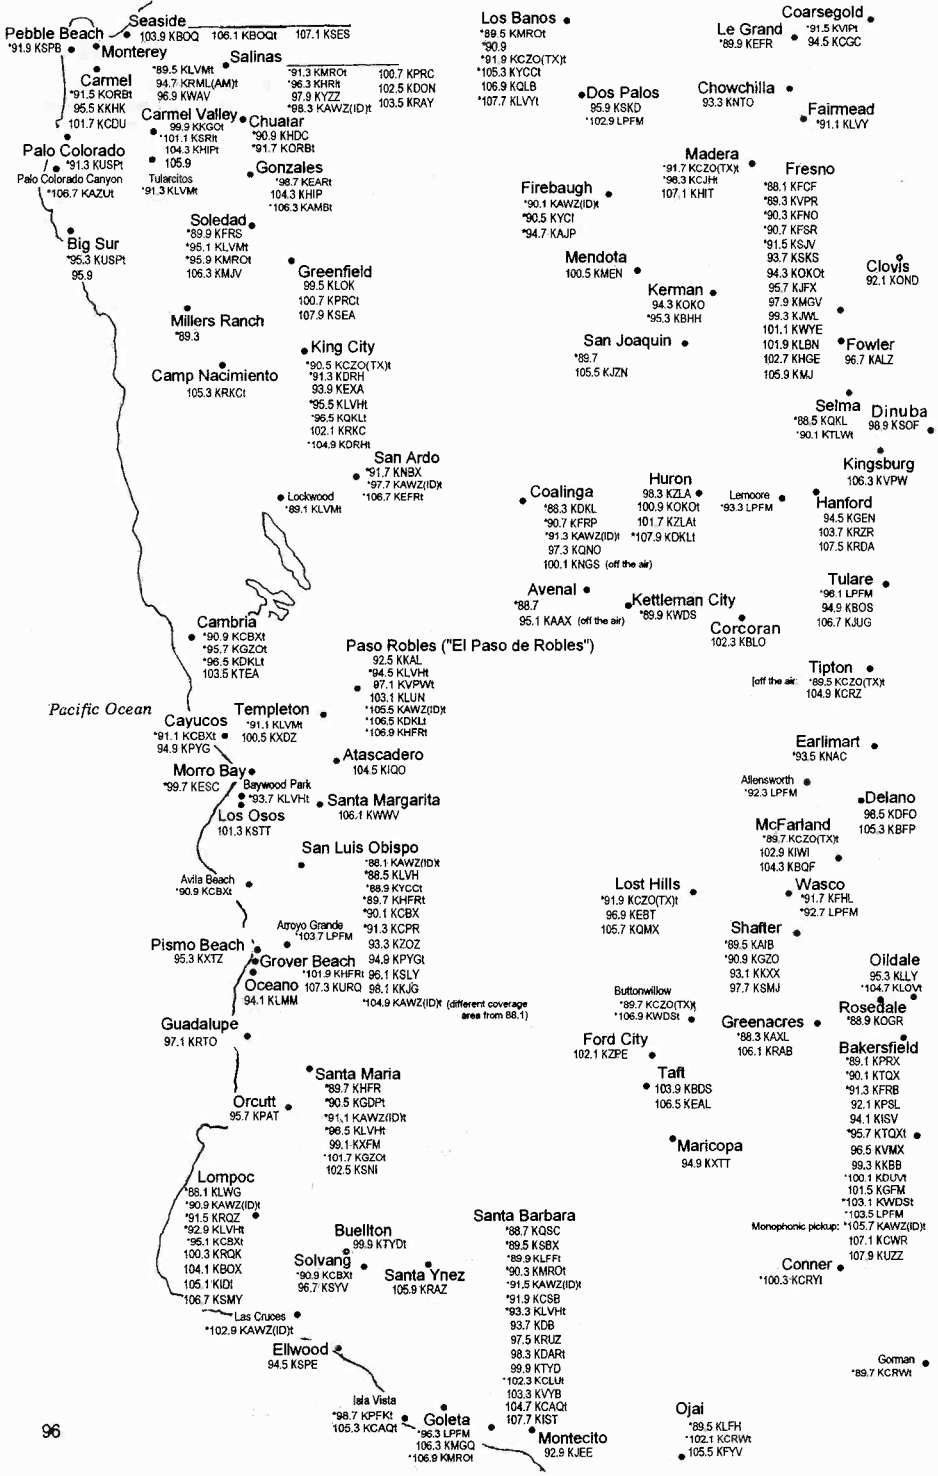 Seaside
103.9 KBOQ 106.1 KBOQt 107.1 KSES
Pebble Beach
*91.9 KSPB
Monterey
Salinas
*89.5 KLVMt
94.7 KRML(AM)t
96.9 KWAV
*91.3 KMROt
*96.3 KHRIt
97.9 KYZZ
*98.3 KAWZ(ID)t
100.7 KPRC
102.5 KDON
103.5 KRAY
Carmel
*91.5 KORBt
95.5 KKHK
101.7 KCDU
Carmel Valley
99.9 KKGOt
*101.1 KSRIt
104.3 KHIPt
105.9
Chualar
*90.9 KHDC
*91.7 KORBt
Palo Colorado
*91.3 KUSPt
Palo Colorado Canyon
*106.7 KAZUt
Tularcitos
*91.3 KLVMt
Gonzales
*98.7 KEARt
104.3 KHIP
*106.3 KAMBt
Soledad
*89.9 KFRS
*95.1 KLVMt
*95.9 KMROt
106.3 KMJV
Big Sur
*95.3 KUSPt
95.9
Greenfield
99.5 KLOK
100.7 KPRCt
107.9 KSEA
Millers Ranch
*89.3
King City
*90.5 KCZO(TX)t
*91.3 KDRH
93.9 KEXA
*95.5 KLVHt
*96.5 KQKLt
102.1 KRKC
*104.9 KDRHt
Camp Nacimiento
105.3 KRKCt
San Ardo
*91.7 KNBX
*97.7 KAWZ(ID)t
*106.7 KEFRt
Lockwood
*89.1 KLVMt
Los Banos
*89.5 KMROt
*90.9
*91.9 KCZO(TX)t
*105.3 KYCCt
106.9 KQLB
*107.7 KLVYt
Dos Palos
95.9 KSKD
*102.9 LPFM
Le Grand
*89.9 KEFR
Coarsegold
*91.5 KVIPt
94.5 KCGC
Chowchilla
93.3 KNTO
Fairmead
*91.1 KLVY
Madera
*91.7 KCZO(TX)t
*98.3 KCJHt
107.1 KHIT
Fresno
*88.1 KFCF
*89.3 KVPR
*90.3 KFNO
*90.7 KFSR
*91.5 KSJV
93.7 KSKS
94.3 KOKOt
95.7 KJFX
97.9 KMGV
99.3 KJWL
101.1 KWYE
101.9 KLBN
102.7 KHGE
105.9 KMJ
Firebaugh
*90.1 KAWZ(ID)t
*90.5 KYCI
*94.7 KAJP
Mendota
100.5 KMEN
Kerman
94.3 KOKO
*95.3 KBHH
Clovis
92.1 KOND
San Joaquin
*89.7
105.5 KJZN
Fowler
96.7 KALZ
Selma
*88.5 KQKL
*90.1 KTLWt
Dinuba
98.9 KSOF
Kingsburg
106.3 KVPW
Coalinga
*88.3 KDKL
*90.7 KFRP
*91.3 KAWZ(ID)t
97.3 KQNO
100.1 KNGS (off the air)
Huron
98.3 KZLA
100.9 KOKOt
101.7 KZLAt
*107.9 KDKLt
Lemoore
*93.3 LPFM
Hanford
94.5 KGEN
103.7 KRZR
107.5 KRDA
Avenal
*88.7
95.1 KAAX (off the air)
Kettleman City
*89.9 KWDS
Corcoran
102.3 KBLO
Tulare
*96.1 LPFM
94.9 KBOS
106.7 KJUG
Tipton
[off the air: *89.5 KCZO(TX)t
104.9 KCRZ
Cambria
*90.9 KCBXt
*95.7 KGZOt
*96.5 KDKLt
103.5 KTEA
Paso Robles ("El Paso de Robles")
92.5 KKAL
*94.5 KLVHt
97.1 KVPWt
103.1 KLUN
*105.5 KAWZ(ID)t
*106.5 KDKLt
*106.9 KHFRt
Pacific Ocean
Cayucos
*91.1 KCBXt
94.9 KPYG
Templeton
*91.1 KLVMt
100.5 KXDZ
Atascadero
104.5 KIQO
Morro Bay
*99.7 KESC
Baywood Park
*93.7 KLVHt
Los Osos
101.3 KSTT
Santa Margarita
106.1 KWWV
Earlimart
*93.5 KNAC
Allensworth
*92.3 LPFM
Delano
98.5 KDFO
105.3 KBFP
McFarland
*89.7 KCZO(TX)t
102.9 KIWI
104.3 KBQF
San Luis Obispo
*88.1 KAWZ(ID)t
*88.5 KLVH
*88.9 KYCCt
*89.7 KHFRt
*90.1 KCBX
*91.3 KCPR
93.3 KZOZ
94.9 KPYGt
96.1 KSLY
98.1 KKJG
*104.9 KAWZ(ID)t (different coverage
area from 88.1)
Avila Beach
*90.9 KCBXt
Arroyo Grande
*103.7 LPFM
Pismo Beach
95.3 KXTZ
Grover Beach
*101.9 KHFRt
107.3 KURQ
Oceano
94.1 KLMM
Guadalupe
97.1 KRTO
Lost Hills
*91.9 KCZO(TX)t
96.9 KEBT
105.7 KQMX
Wasco
*91.7 KFHL
*92.7 LPFM
Shafter
*89.5 KAIB
*90.9 KGZO
93.1 KKXX
97.7 KSMJ
Oildale
95.3 KLLY
*104.7 KLOVt
Rosedale
*88.9 KOGR
Buttonwillow
*89.7 KCZO(TX)t
*106.9 KWDSt
Greenacres
*88.3 KAXL
106.1 KRAB
Ford City
102.1 KZPE
Taft
103.9 KBDS
106.5 KEAL
Maricopa
94.9 KXTT
Bakersfield
*89.1 KPRX
*90.1 KTQX
*91.3 KFRB
92.1 KPSL
94.1 KISV
*95.7 KTQXt
96.5 KVMX
99.3 KKBB
*100.1 KDUVt
101.5 KGFM
*103.1 KWDSt
*103.5 LPFM
Monophonic pickup: *105.7 KAWZ(ID)t
107.1 KCWR
107.9 KUZZ
Conner
*100.3 KCRYt
Santa Maria
*89.7 KHFR
*90.5 KGDPt
*91.1 KAWZ(ID)t
*96.5 KLVHt
99.1 KXFM
*101.7 KGZOt
102.5 KSNI
Orcutt
95.7 KPAT
Lompoc
*88.1 KLWG
*90.9 KAWZ(ID)t
*91.5 KRQZ
*92.9 KLVHt
*95.1 KCBXt
100.3 KRQK
104.1 KBOX
105.1 KIDt
106.7 KSMY
Buellton
99.9 KTYDt
Solvang
*90.9 KCBXt
96.7 KSYV
Santa Ynez
105.9 KRAZ
Las Cruces
*102.9 KAWZ(ID)t
Ellwood
94.5 KSPE
Santa Barbara
*88.7 KQSC
*89.5 KSBX
*89.9 KLFFt
*90.3 KMROt
*91.5 KAWZ(ID)t
*91.9 KCSB
*93.3 KLVHt
93.7 KDB
97.5 KRUZ
98.3 KDARt
99.9 KTYD
*102.3 KCLUt
103.3 KVYB
104.7 KCAQt
107.7 KIST
Isla Vista
*98.7 KPFKt
105.3 KCAQt
Goleta
*96.3 LPFM
106.3 KMGQ
*106.9 KMROt
Montecito
92.9 KJEE
Ojai
*89.5 KLFH
*102.1 KCRWt
105.5 KFYV
Gorman
*89.7 KCRWt
96